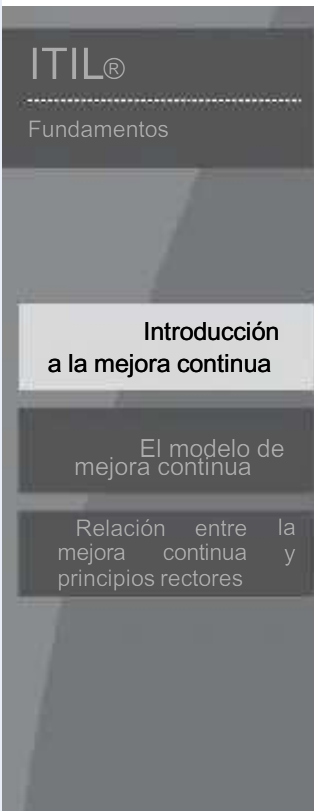 ITIL®
Fundamentos
Introducción
a la mejora continua
El modelo de
mejora continua
Relación entre la
mejora continua y
principios rectores